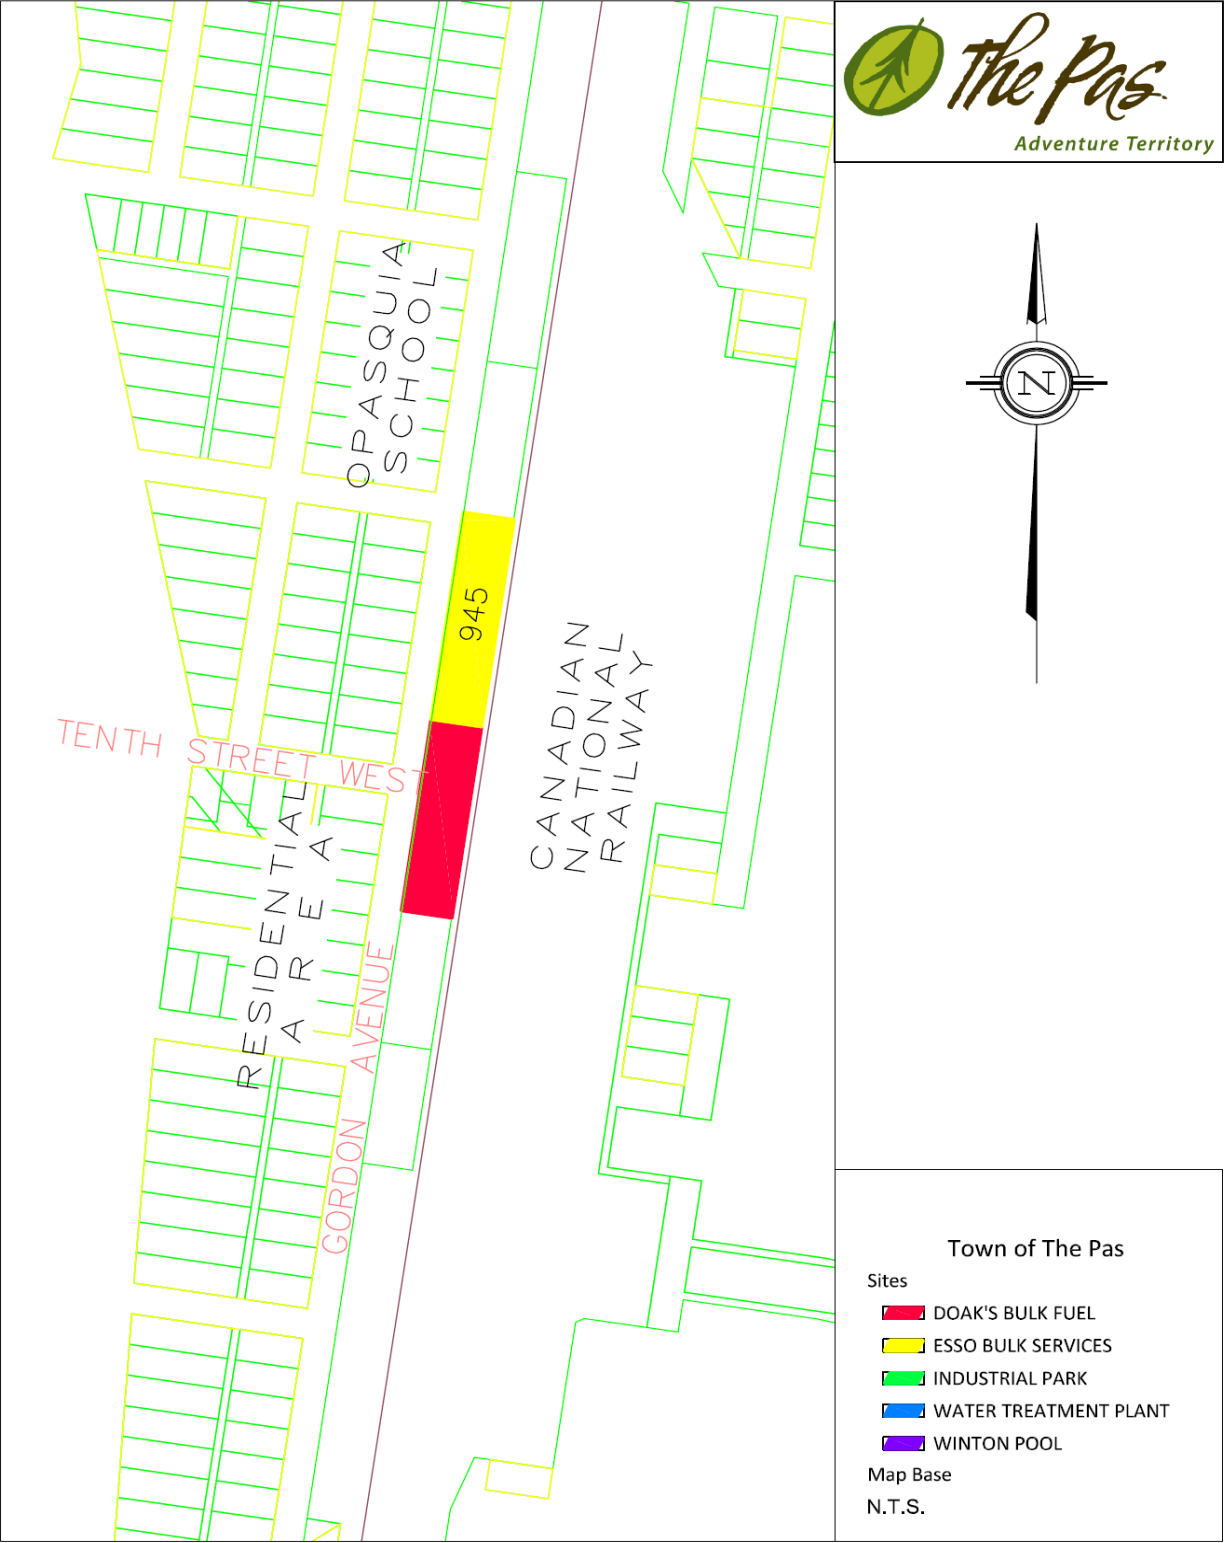 The Pas
Adventure Territory
N
OPASQUIA
SCHOOL
945
CANADIAN
NATIONAL
RAILWAY
TENTH STREET WEST
RESIDENTIAL
AREA
GORDON AVENUE
Town of The Pas
Sites
DOAK'S BULK FUEL
ESSO BULK SERVICES
INDUSTRIAL PARK
WATER TREATMENT PLANT
WINTON POOL
Map Base
N.T.S.